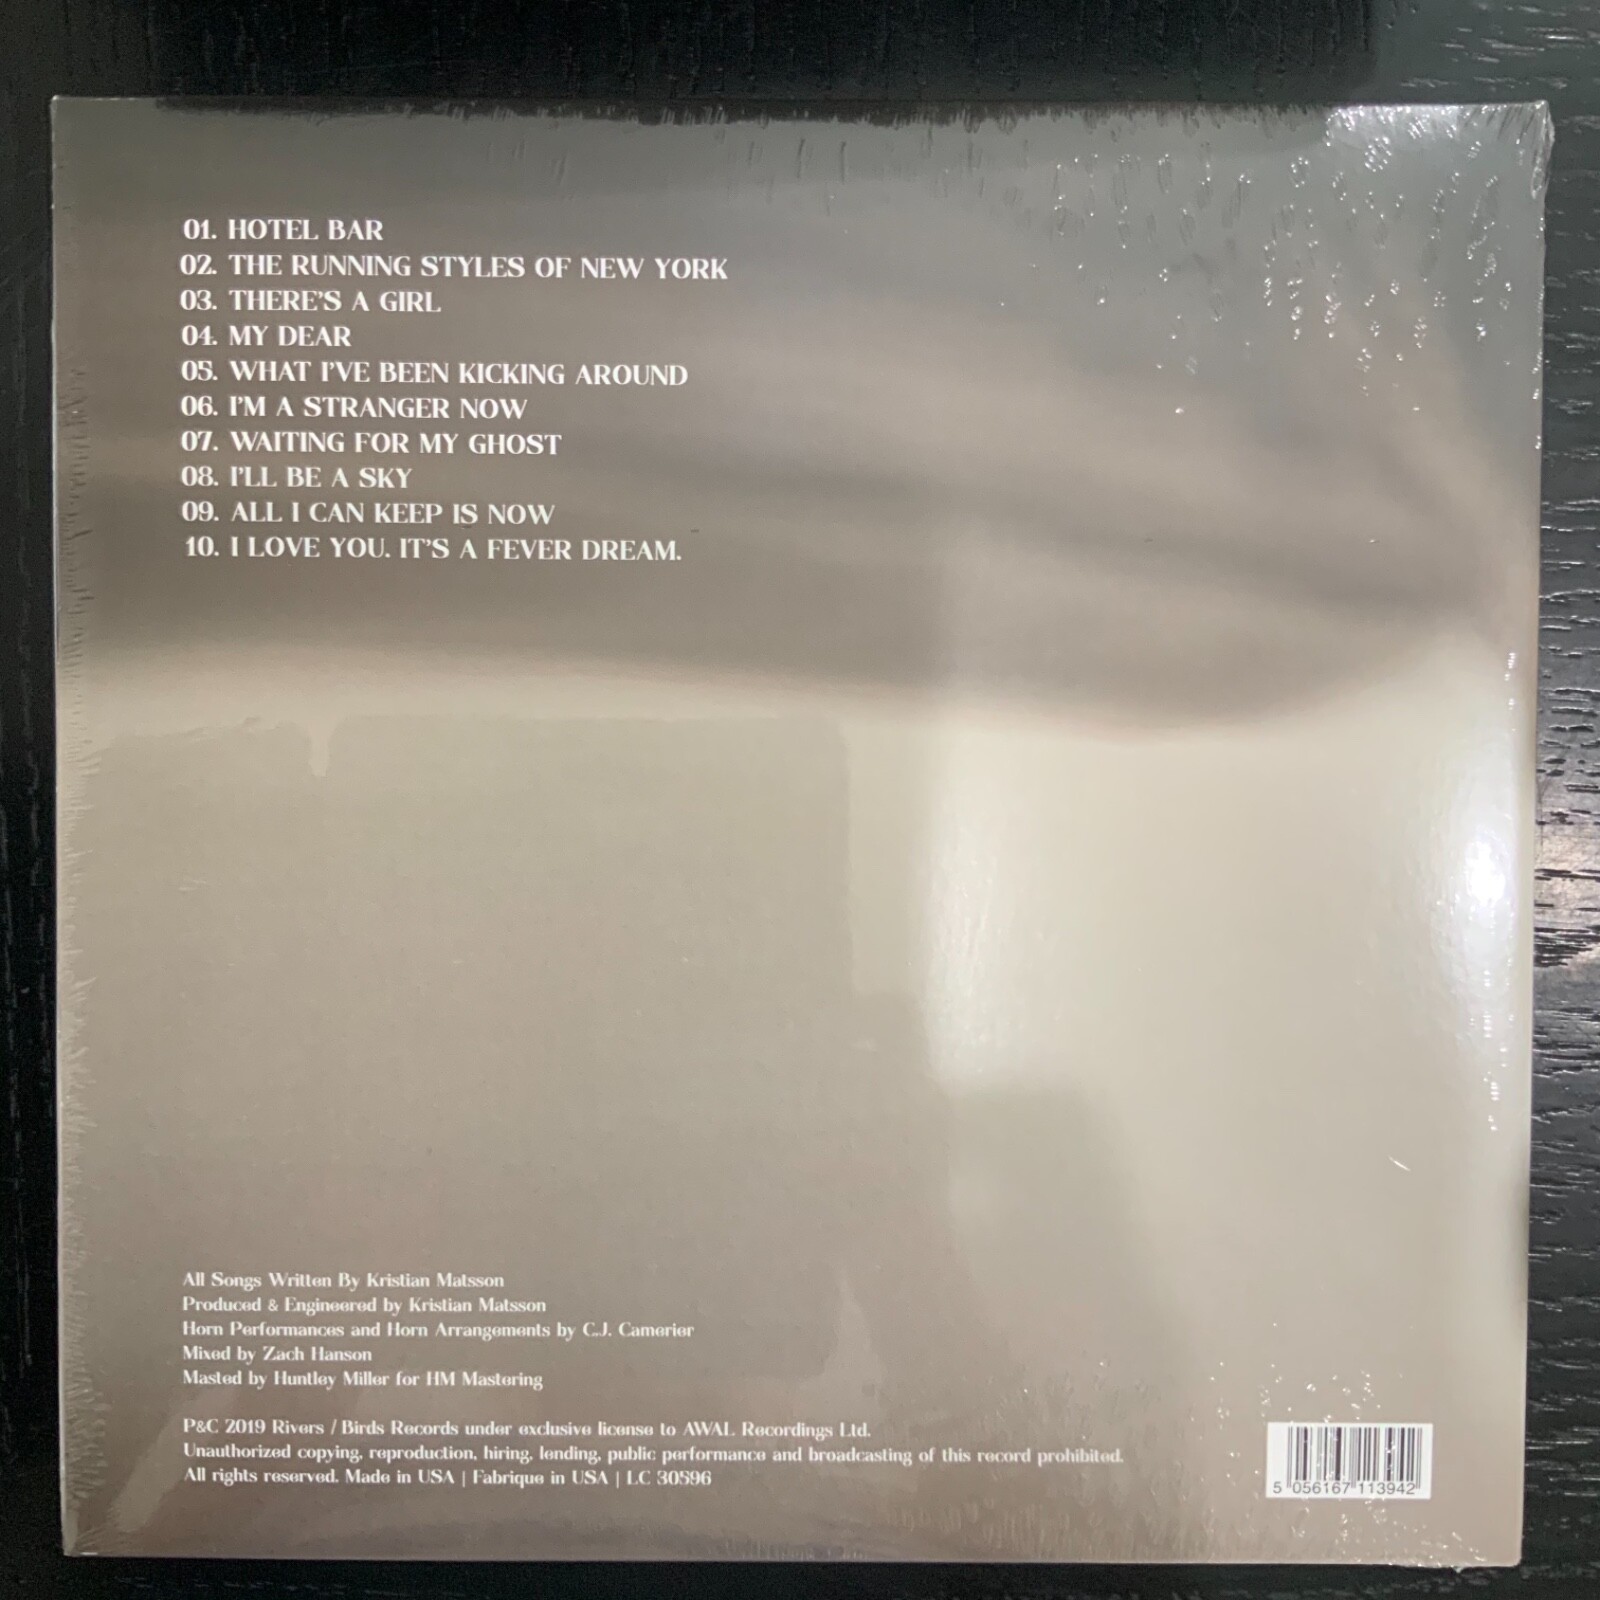 01. HOTEL BAR
02. THE RUNNING STYLES OF NEW YORK
03. THERE'S A GIRL
04. MY DEAR
05. WHAT I'VE BEEN KICKING AROUND
06. I'M A STRANGER NOW
07. WAITING FOR MY GHOST
08. I'LL BE A SKY
09. ALL I CAN KEEP IS NOW
10. I LOVE YOU. IT'S A FEVER DREAM.
All Songs Written By Kristian Matsson
Produced & Engineered by Kristian Matsson
Horn Performances and Horn Arrangements by C.J. Camerier
Mixed by Zach Hanson
Masted by Huntley Miller for HM Mastering
P&C 2019 Rivers / Birds Records under exclusive license to AWAL Recordings Ltd.
Unauthorized copying, reproduction, hiring, lending, public performance and broadcasting of this record prohibited.
All rights reserved. Made in USA | Fabrique in USA | LC 30596
5 056167 113942